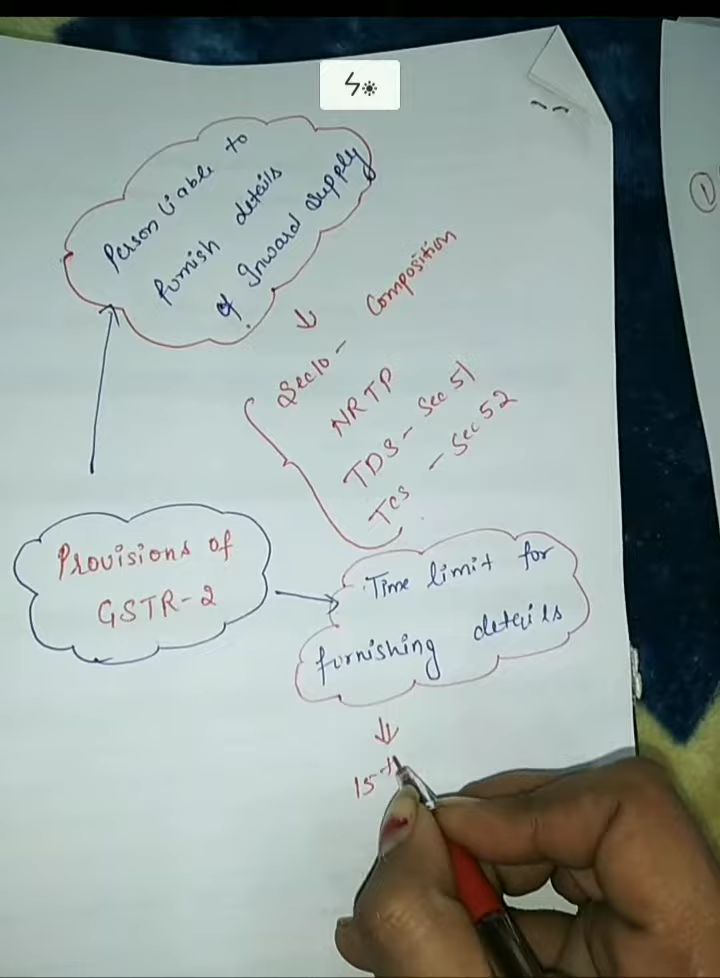 Person liable to
furnish details
of Inward supply
Sec10 - Composition
NRTP
TDS - Sec 51
TCS - Sec 52
Provisions of
GSTR-2
Time limit for
furnishing details
15
1